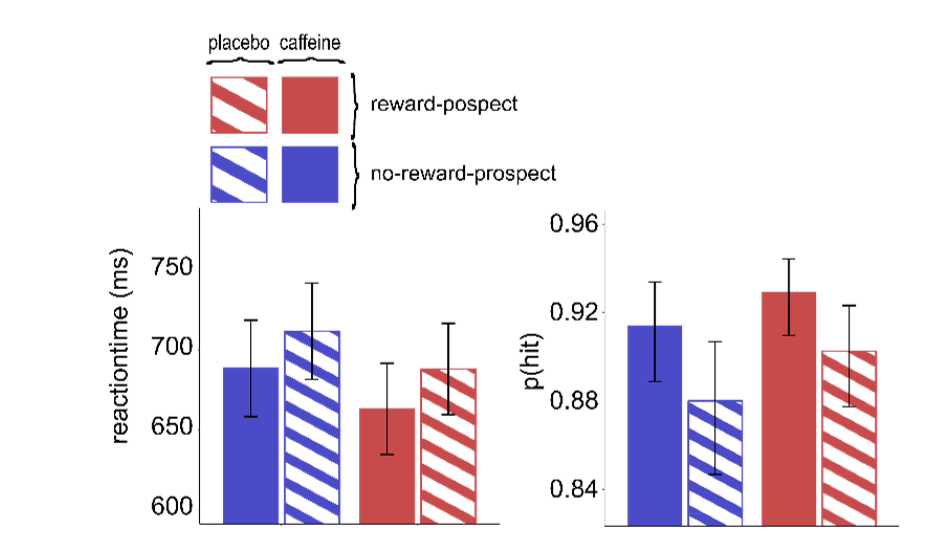 placebo caffeine
reward-pospect
no-reward-prospect
reactiontime (ms)
750
700
650
600
p(hit)
0.96
0.92
0.88
0.84